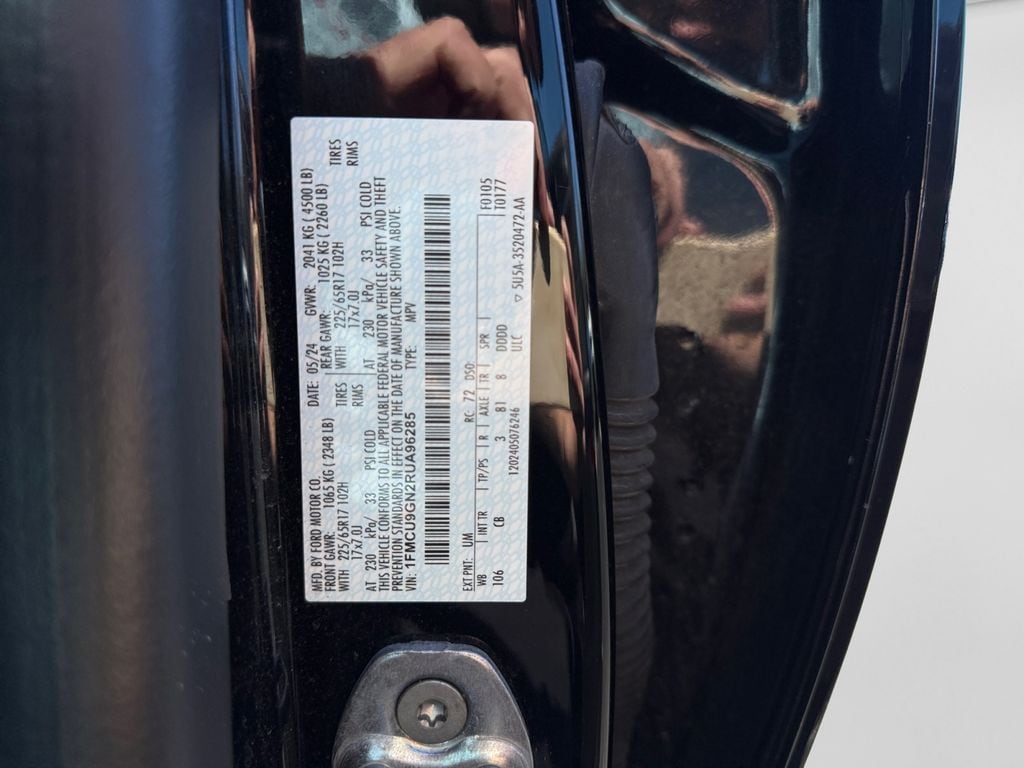 MFD. BY FORD MOTOR CO.
DATE: 05/24 GVWR: 2041 KG ( 4500 LB)
FRONT GAWR: 1065 KG ( 2348 LB) REAR GAWR: 1025 KG ( 2260 LB)
WITH 225/65R17 102H TIRES WITH 225/65R17 102H TIRES
17x7.0J RIMS 17x7.0J RIMS
AT 230 kPa/ 33 PSI COLD AT 230 kPa/ 33 PSI COLD
THIS VEHICLE CONFORMS TO ALL APPLICABLE FEDERAL MOTOR VEHICLE SAFETY AND THEFT
PREVENTION STANDARDS IN EFFECT ON THE DATE OF MANUFACTURE SHOWN ABOVE.
VIN: 1FMCU9GN2RUA96285 TYPE: MPV
EXT PNT: UM RC: 72 DSO: F0105
WB INT TR TP/PS R AXLE TR SPR T0177
106 CB 3 81 8 DODD
1202405076246 ULC ▽ 5U5A-3520472-AA